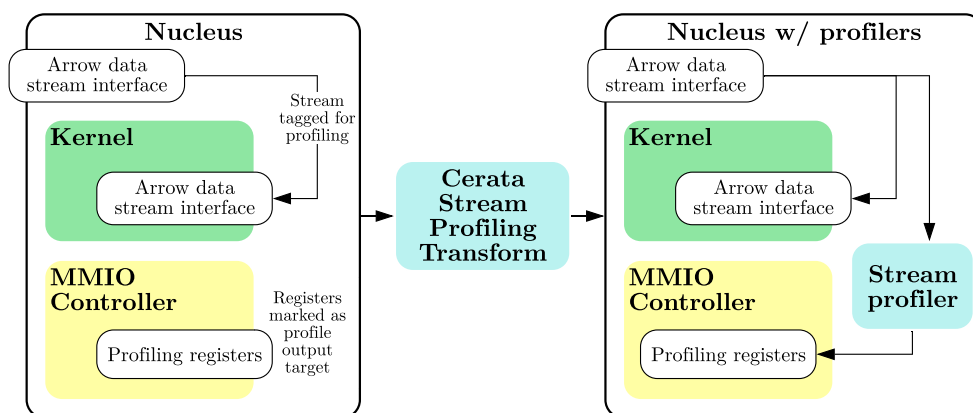 Nucleus
Arrow data
stream interface
Stream
tagged for
profiling
Kernel
Arrow data
stream interface
MMIO
Controller
Registers
marked as
profile
output
target
Profiling registers
Cerata
Stream
Profiling
Transform
Nucleus w/ profilers
Arrow data
stream interface
Kernel
Arrow data
stream interface
MMIO
Controller
Stream
profiler
Profiling registers